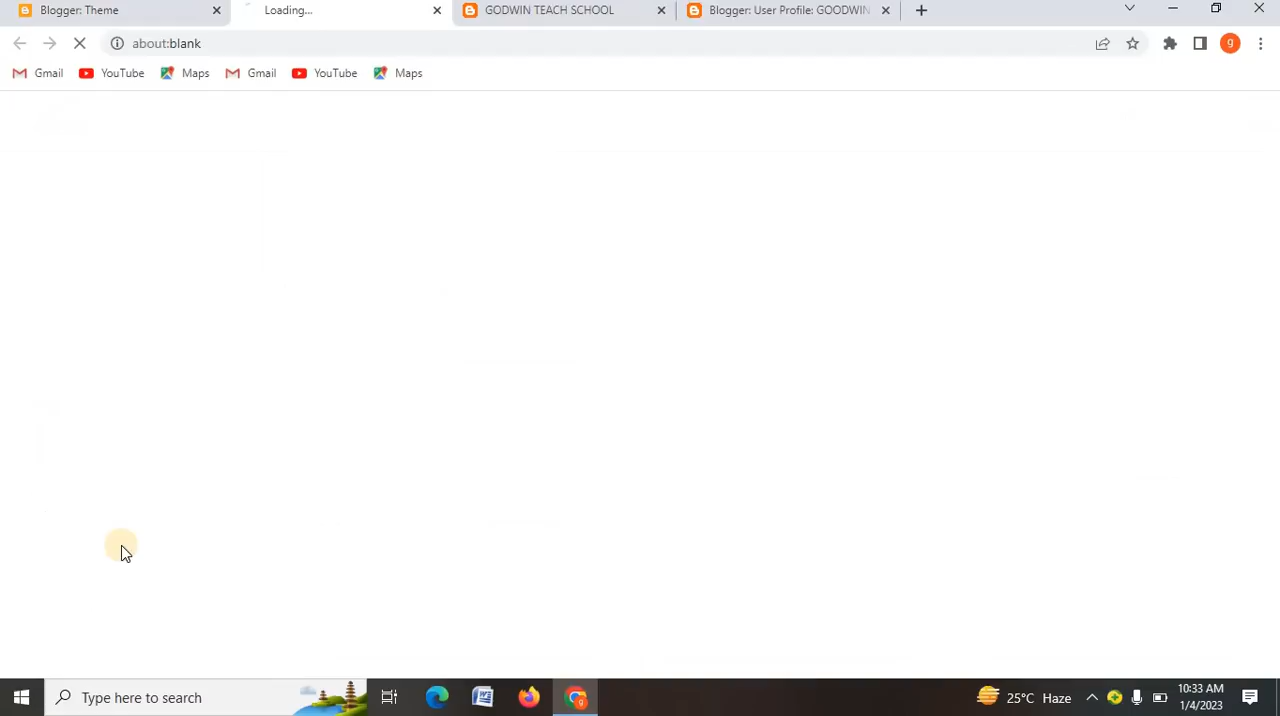 Blogger: Theme
Loading...
GODWIN TEACH SCHOOL
Blogger: User Profile: GOODWIN
about:blank
g
Gmail
YouTube
Maps
Gmail
YouTube
Maps
Type here to search
g
25°C Haze
10:33 AM
1/4/2023